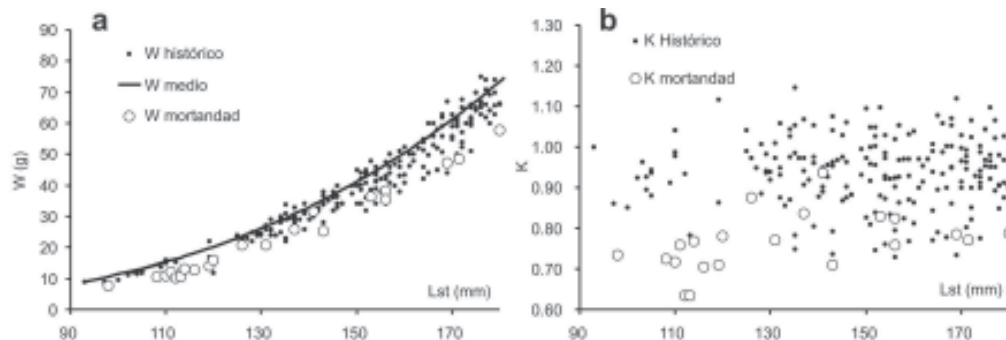 a
W histórico
W medio
W mortandad
W (g)
90
80
70
60
50
40
30
20
10
0
Lst (mm)
90 110 130 150 170
b
K Histórico
K mortandad
K
1.30
1.20
1.10
1.00
0.90
0.80
0.70
0.60
Lst (mm)
90 110 130 150 170